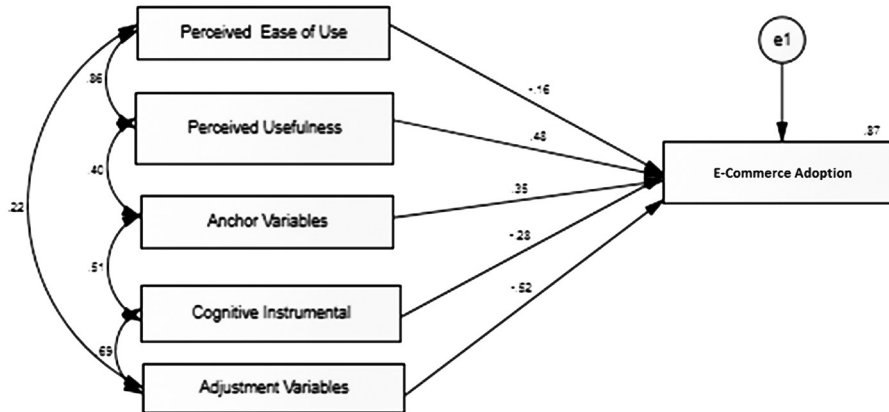 Perceived Ease of Use
e1
.86
-.16
Perceived Usefulness
.48
.87
E-Commerce Adoption
.40
.35
.22
Anchor Variables
-.28
.51
Cognitive Instrumental
-.52
.69
Adjustment Variables